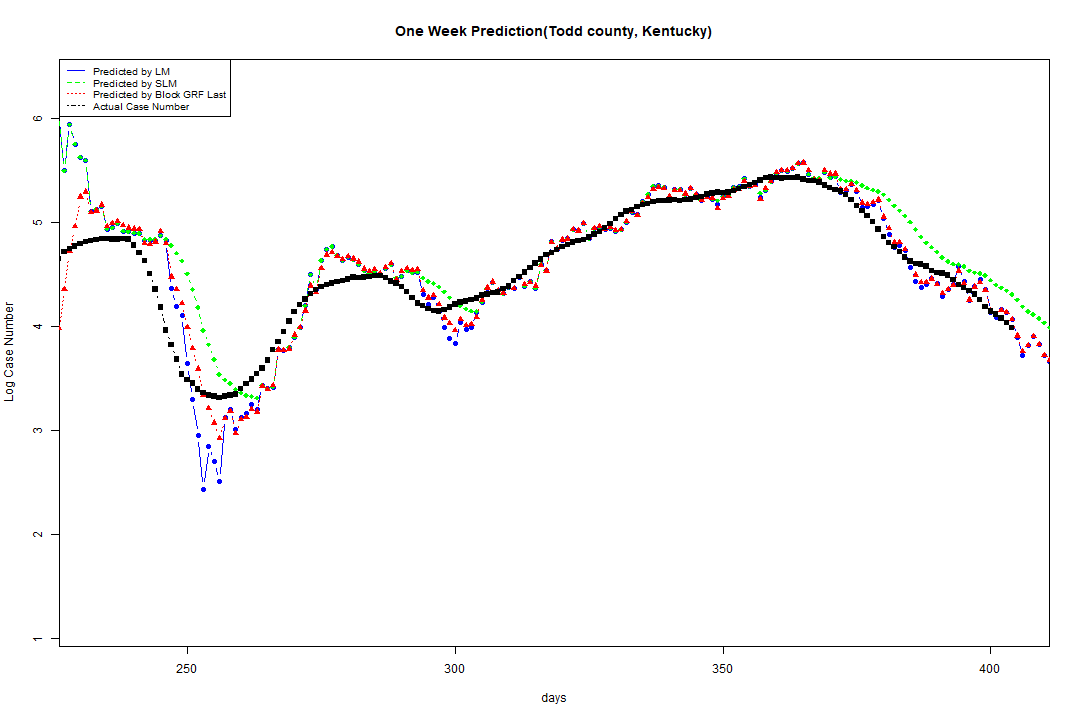 One Week Prediction(Todd county, Kentucky)
Predicted by LM
Predicted by SLM
Predicted by Block GRF Last
Actual Case Number
6
5
4
3
2
1
Log Case Number
250
300
350
400
days